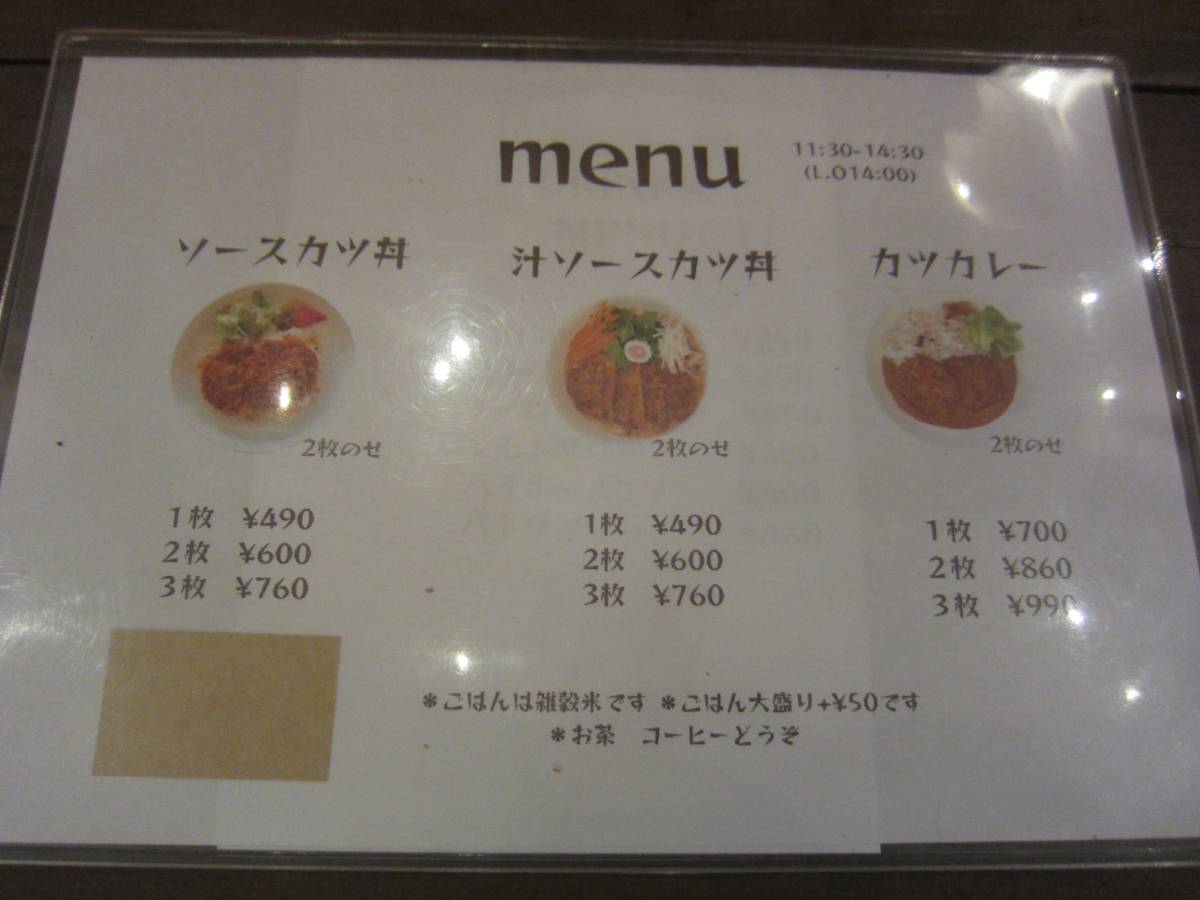 menu
11:30-14:30
(L.O14:00)
ソースカツ丼
2枚のせ
1枚 ¥490
2枚 ¥600
3枚 ¥760
汁ソースカツ丼
2枚のせ
1枚 ¥490
2枚 ¥600
3枚 ¥760
カツカレー
2枚のせ
1枚 ¥700
2枚 ¥860
3枚 ¥990
*ごはんは雑穀米です *ごはん大盛り+¥50です
*お茶 コーヒーどうぞ